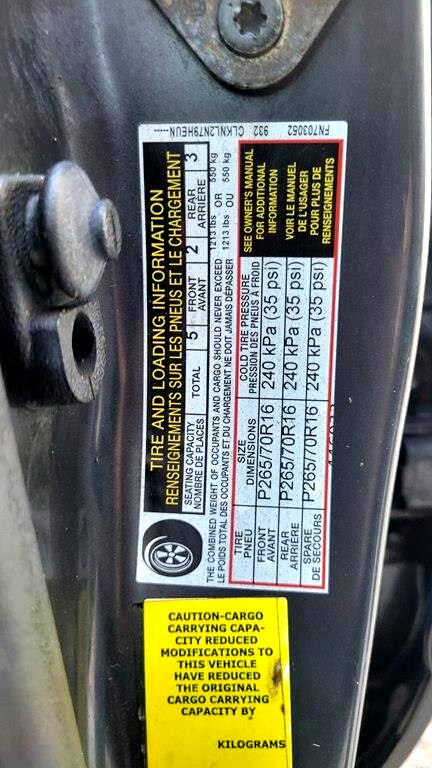 TIRE AND LOADING INFORMATION
RENSEIGNEMENTS SUR LES PNEUS ET LE CHARGEMENT
SEATING CAPACITY
NOMBRE DE PLACES
TOTAL 5
FRONT
AVANT
2
REAR
ARRIÈRE
3
THE COMBINED WEIGHT OF OCCUPANTS AND CARGO SHOULD NEVER EXCEED 1213 lbs OR 550 kg
LE POIDS TOTAL DES OCCUPANTS ET DU CHARGEMENT NE DOIT JAMAIS DÉPASSER 1213 lbs OU 550 kg
TIRE
PNEU
SIZE
DIMENSIONS
COLD TIRE PRESSURE
PRESSION DES PNEUS À FROID
FRONT
AVANT
P265/70R16
240 kPa (35 psi)
REAR
ARRIÈRE
P265/70R16
240 kPa (35 psi)
SPARE
DE SECOURS
P265/70R16
240 kPa (35 psi)
SEE OWNER'S MANUAL
FOR ADDITIONAL
INFORMATION
VOIR LE MANUEL
DE L'USAGER
POUR PLUS DE
RENSEIGNEMENTS
FN703052 932 CLKNL2N79HEUN-----
CAUTION-CARGO
CARRYING CAPA-
CITY REDUCED
MODIFICATIONS TO
THIS VEHICLE
HAVE REDUCED
THE ORIGINAL
CARGO CARRYING
CAPACITY BY
KILOGRAMS